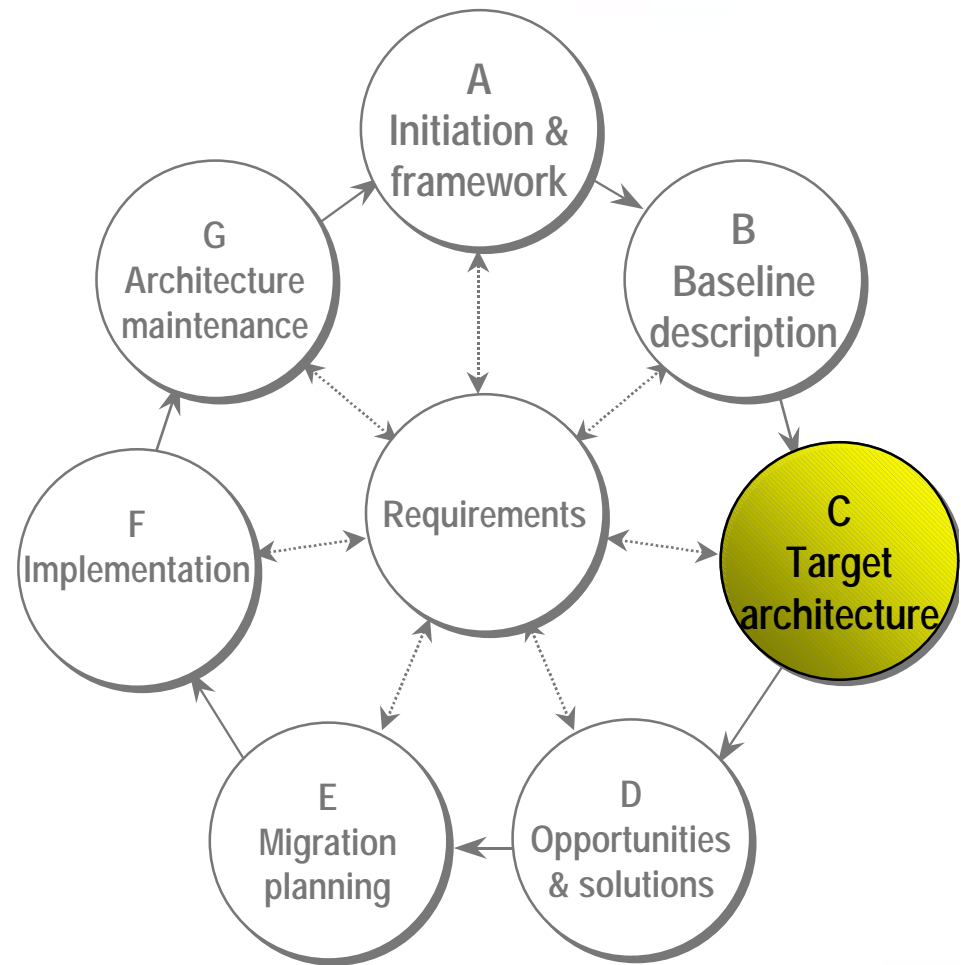 A
Initiation &
framework
B
Baseline
description
C
Target
architecture
D
Opportunities
& solutions
E
Migration
planning
F
Implementation
G
Architecture
maintenance
Requirements